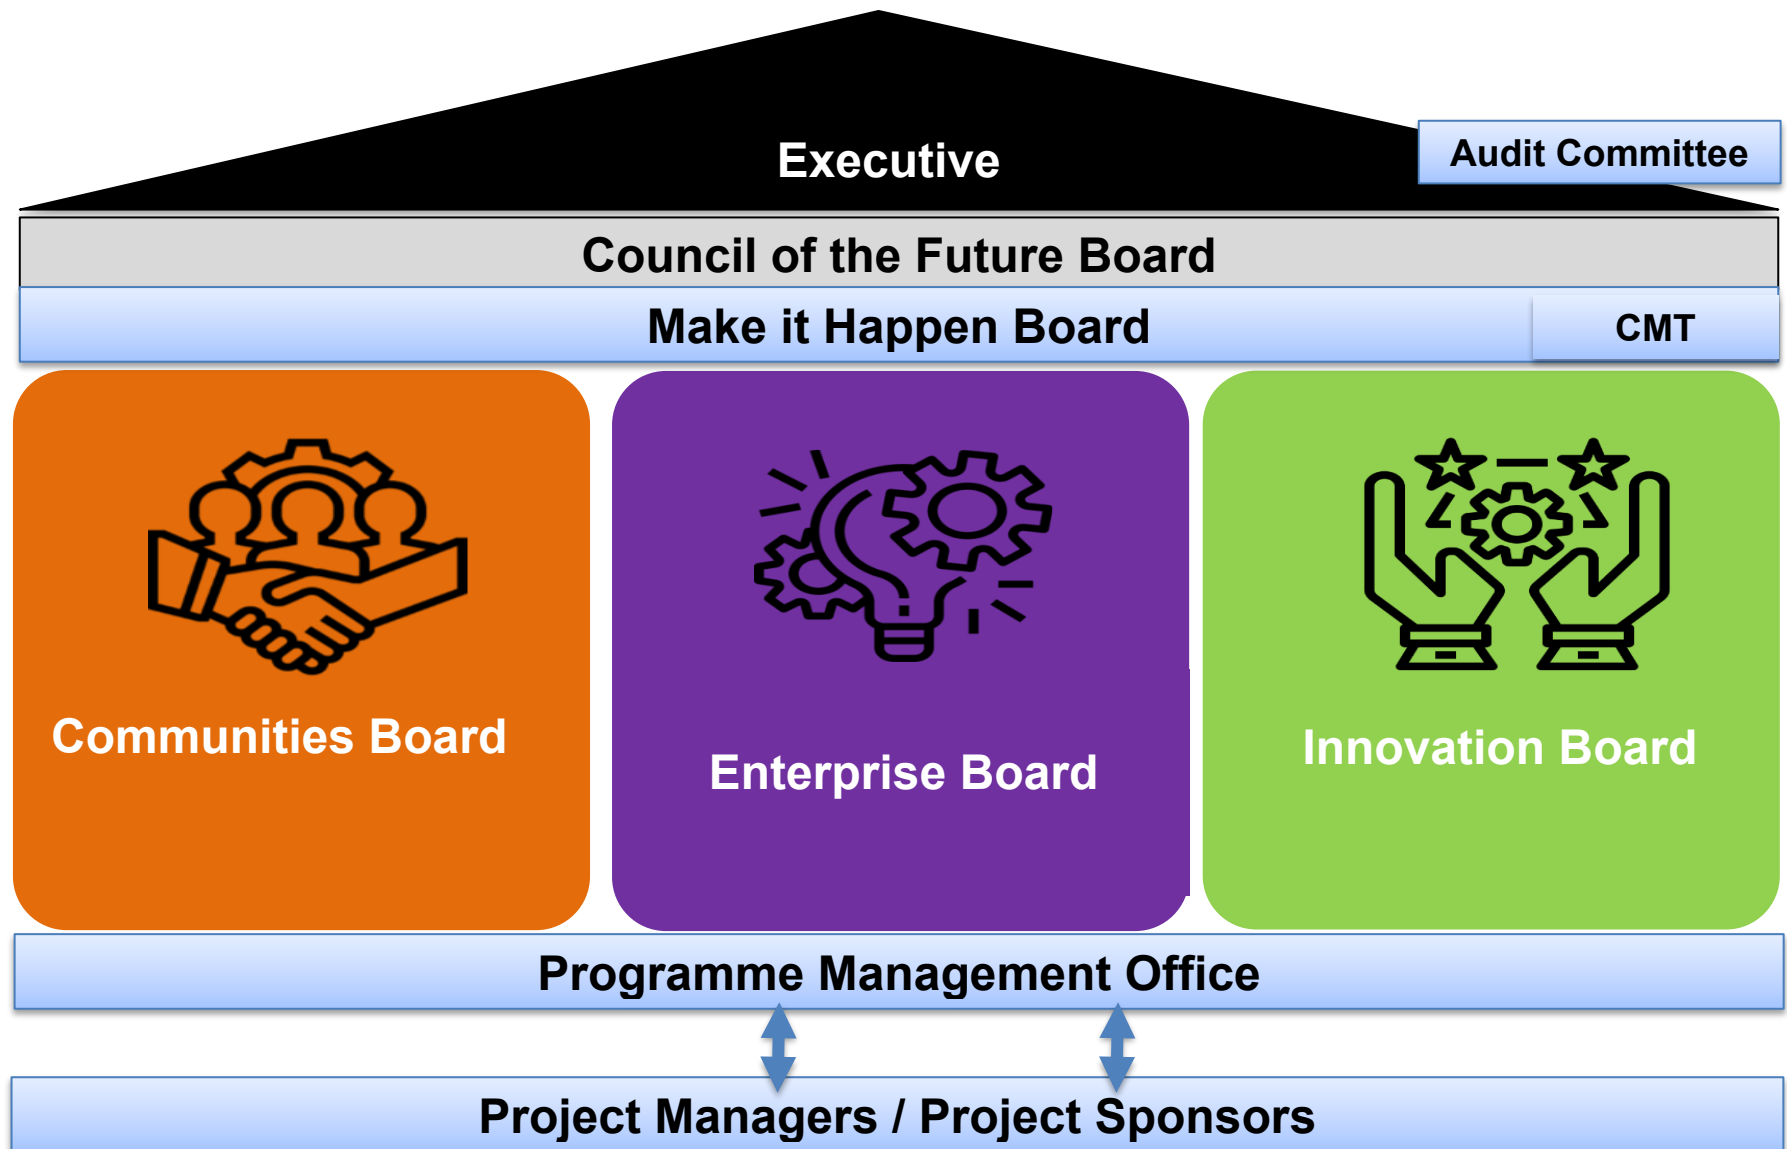 Executive
Audit Committee
Council of the Future Board
Make it Happen Board
CMT
Communities Board
Enterprise Board
Innovation Board
Programme Management Office
Project Managers / Project Sponsors